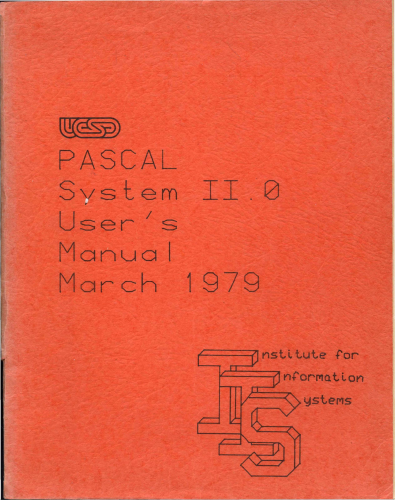 UCSD
PASCAL
System II.0
User's
Manual
March 1979
Institute for
Information
Systems